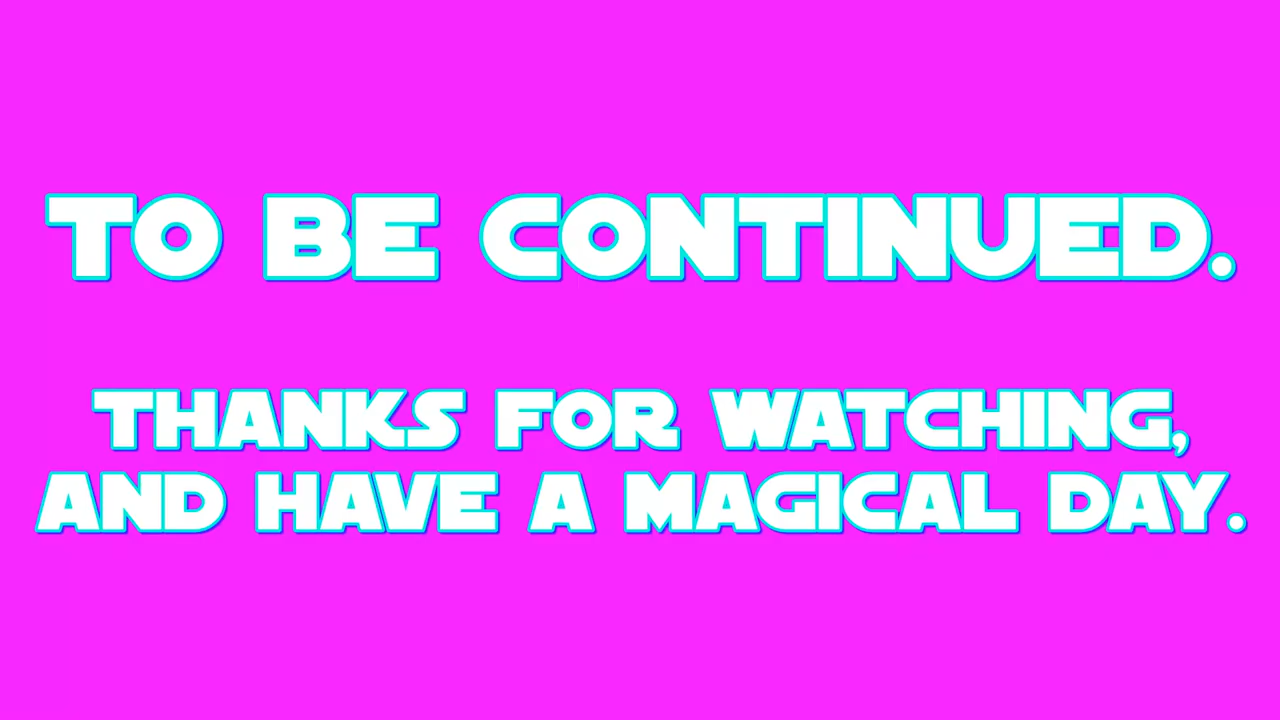 TO BE CONTINUED.
THANKS FOR WATCHING,
AND HAVE A MAGICAL DAY.